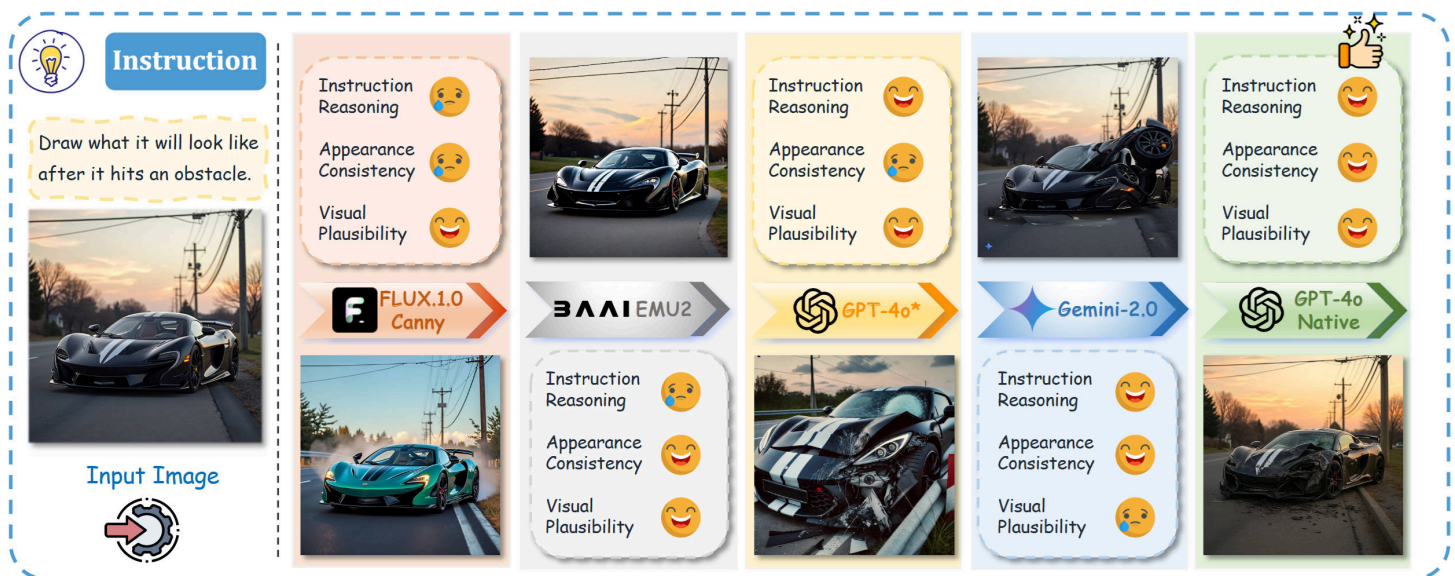 Instruction
Draw what it will look like
after it hits an obstacle.
Input Image
Instruction
Reasoning
Appearance
Consistency
Visual
Plausibility
F.
FLUX.1.0
Canny
BAAI EMU2
Instruction
Reasoning
Appearance
Consistency
Visual
Plausibility
Instruction
Reasoning
Appearance
Consistency
Visual
Plausibility
GPT-4o*
Gemini-2.0
Instruction
Reasoning
Appearance
Consistency
Visual
Plausibility
Instruction
Reasoning
Appearance
Consistency
Visual
Plausibility
GPT-4o
Native